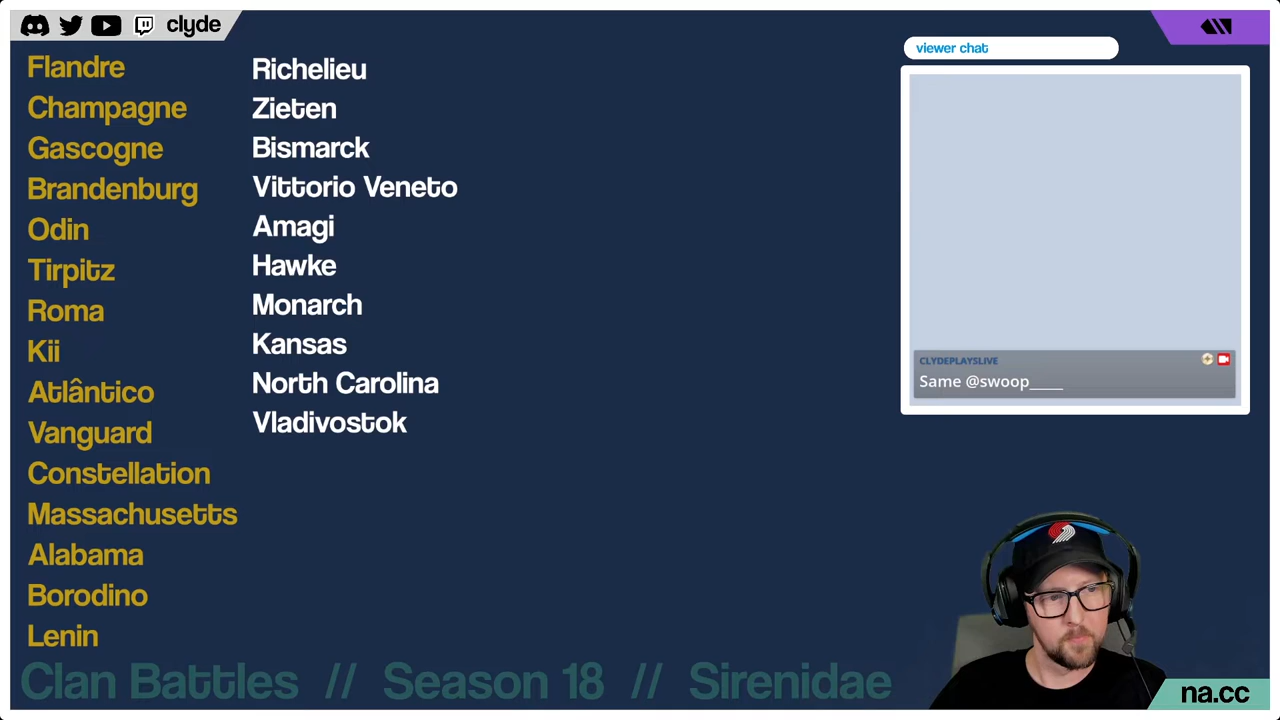 clyde
Flandre
Champagne
Gascogne
Brandenburg
Odin
Tirpitz
Roma
Kii
Atlântico
Vanguard
Constellation
Massachusetts
Alabama
Borodino
Lenin
Richelieu
Zieten
Bismarck
Vittorio Veneto
Amagi
Hawke
Monarch
Kansas
North Carolina
Vladivostok
viewer chat
CLYDEPLAYSLIVE
Same @swoop_____
Clan Battles // Season 18 // Sirenidae
na.cc